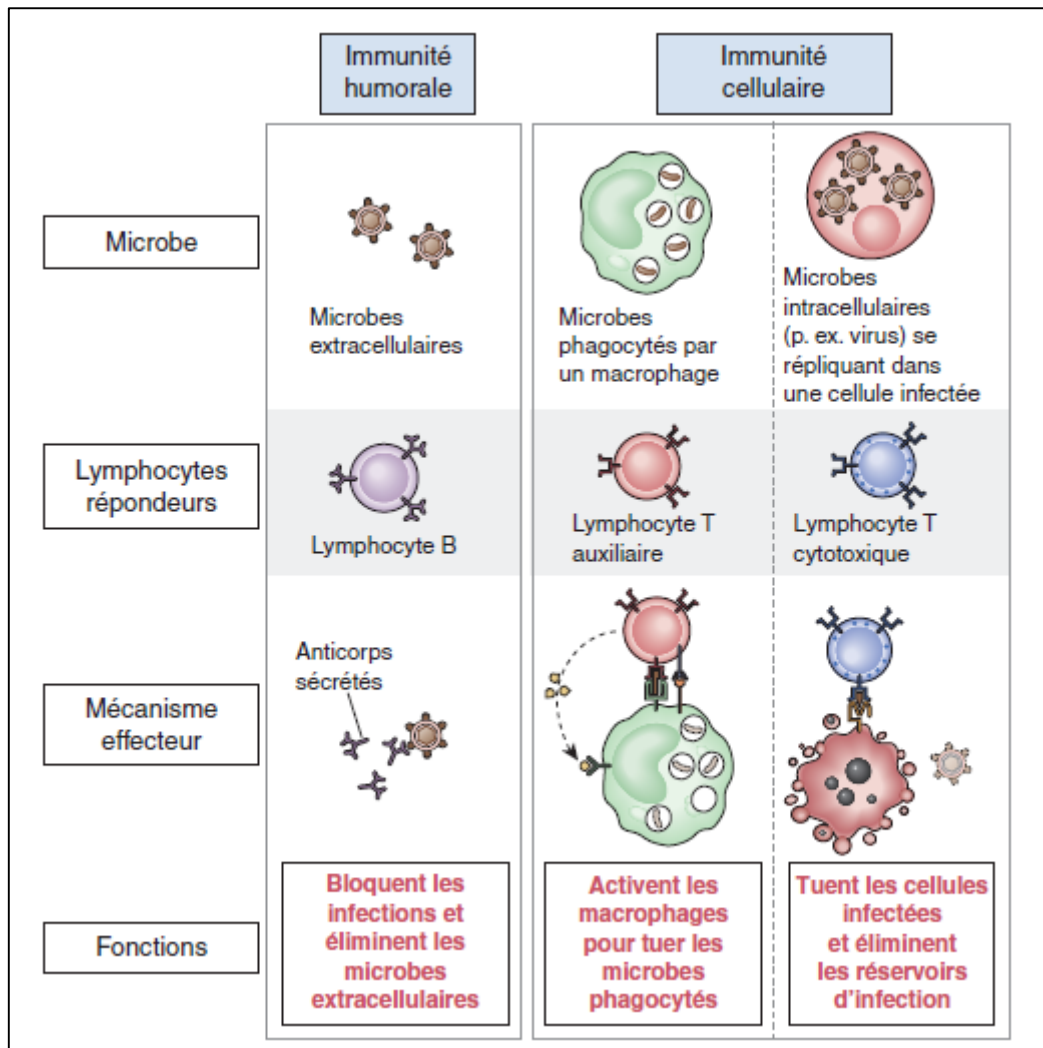 Immunité
humorale
Immunité
cellulaire
Microbe
Microbes
extracellulaires
Microbes
phagocytés par
un macrophage
Microbes
intracellulaires
(p. ex. virus) se
répliquant dans
une cellule infectée
Lymphocytes
répondeurs
Lymphocyte B
Lymphocyte T
auxiliaire
Lymphocyte T
cytotoxique
Mécanisme
effecteur
Anticorps
sécrétés
Fonctions
Bloquent les
infections et
éliminent les
microbes
extracellulaires
Activent les
macrophages
pour tuer les
microbes
phagocytés
Tuent les cellules
infectées
et éliminent
les réservoirs
d'infection